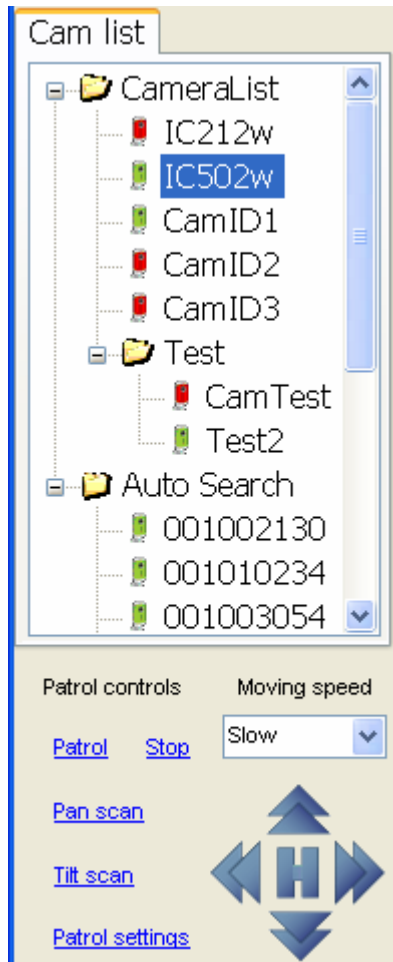 Cam list
CameraList
IC212w
IC502w
CamID1
CamID2
CamID3
Test
CamTest
Test2
Auto Search
001002130
001010234
001003054
Patrol controls Moving speed
Patrol Stop Slow
Pan scan
Tilt scan
H
Patrol settings